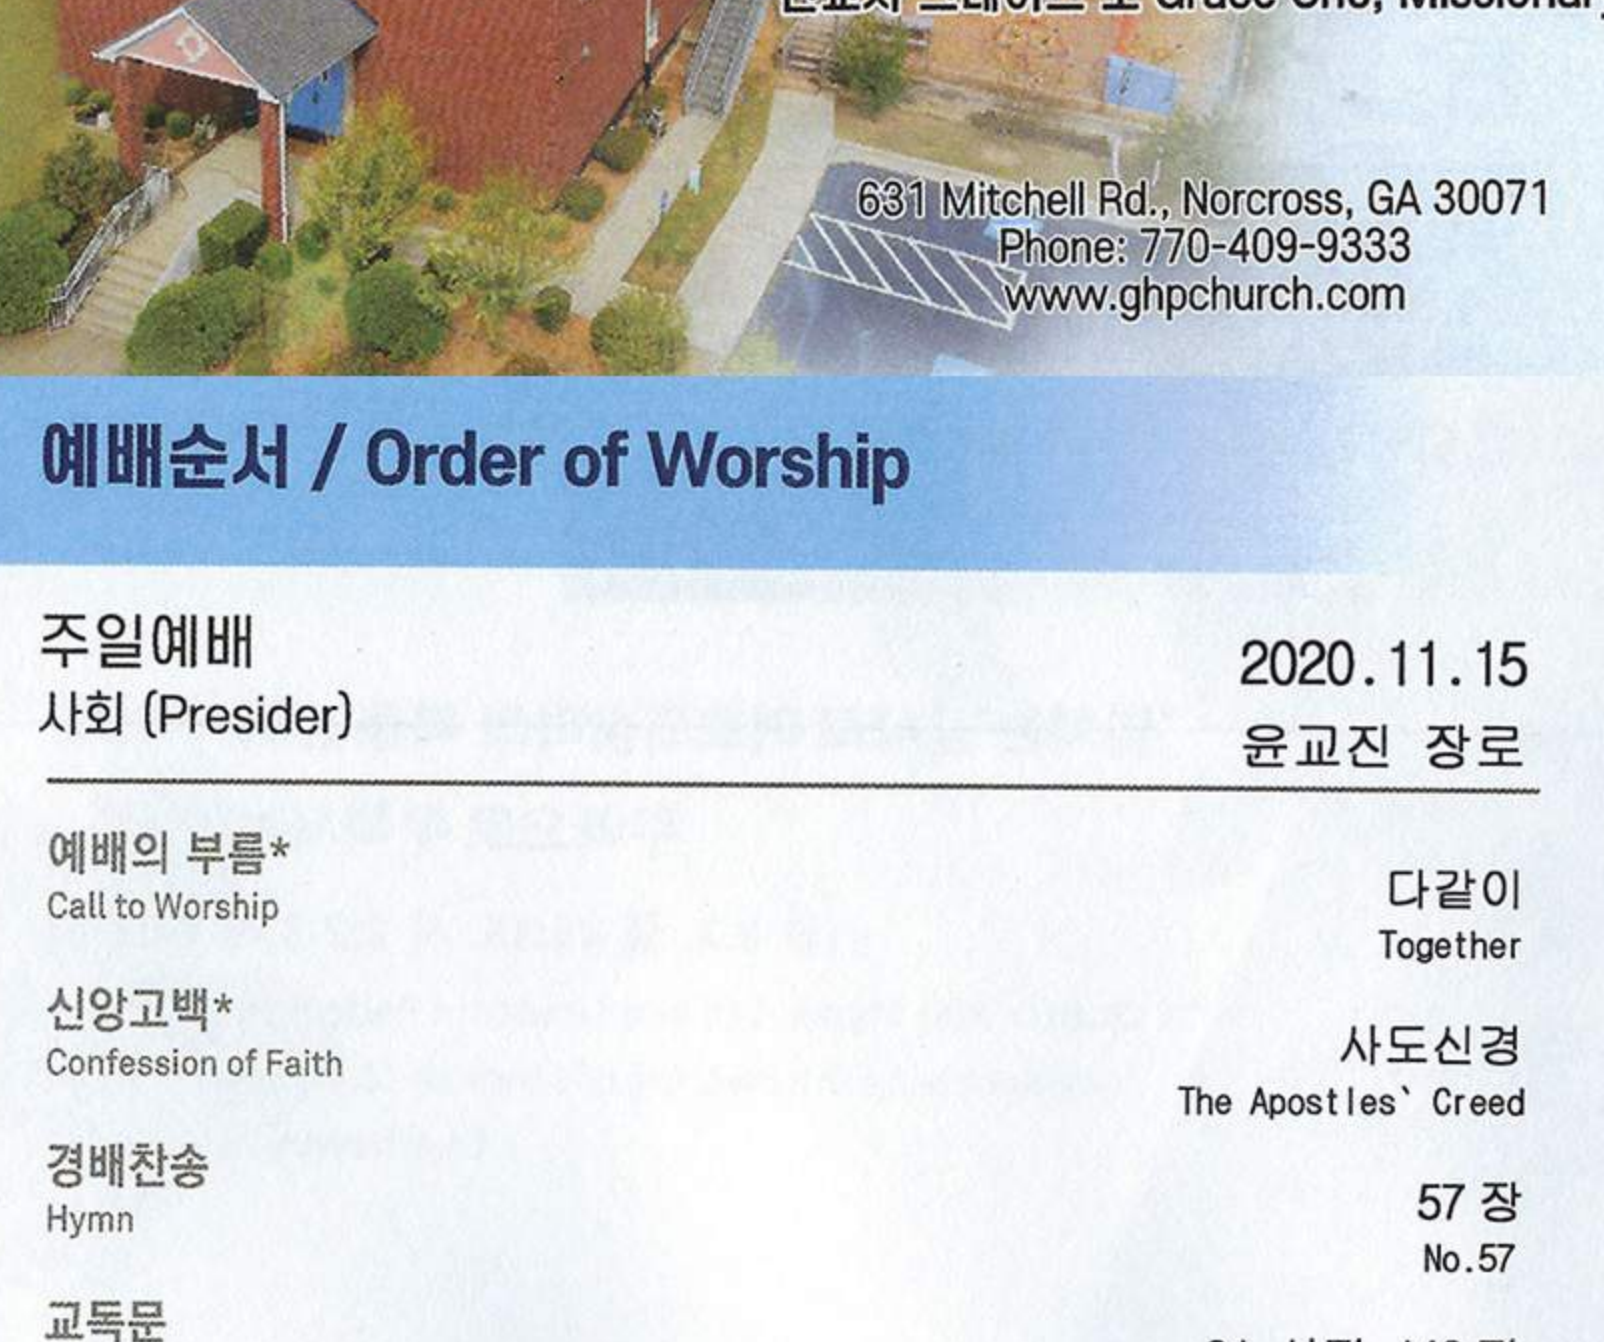 631 Mitchell Rd., Norcross, GA 30071
Phone: 770-409-9333
www.ghpchurch.com
예배순서 / Order of Worship
주일예배 2020.11.15
사회 (Presider) 윤교진 장로
예배의 부름*
Call to Worship
다같이
Together
신앙고백*
Confession of Faith
사도신경
The Apostles` Creed
경배찬송
Hymn
57 장
No.57
교독문